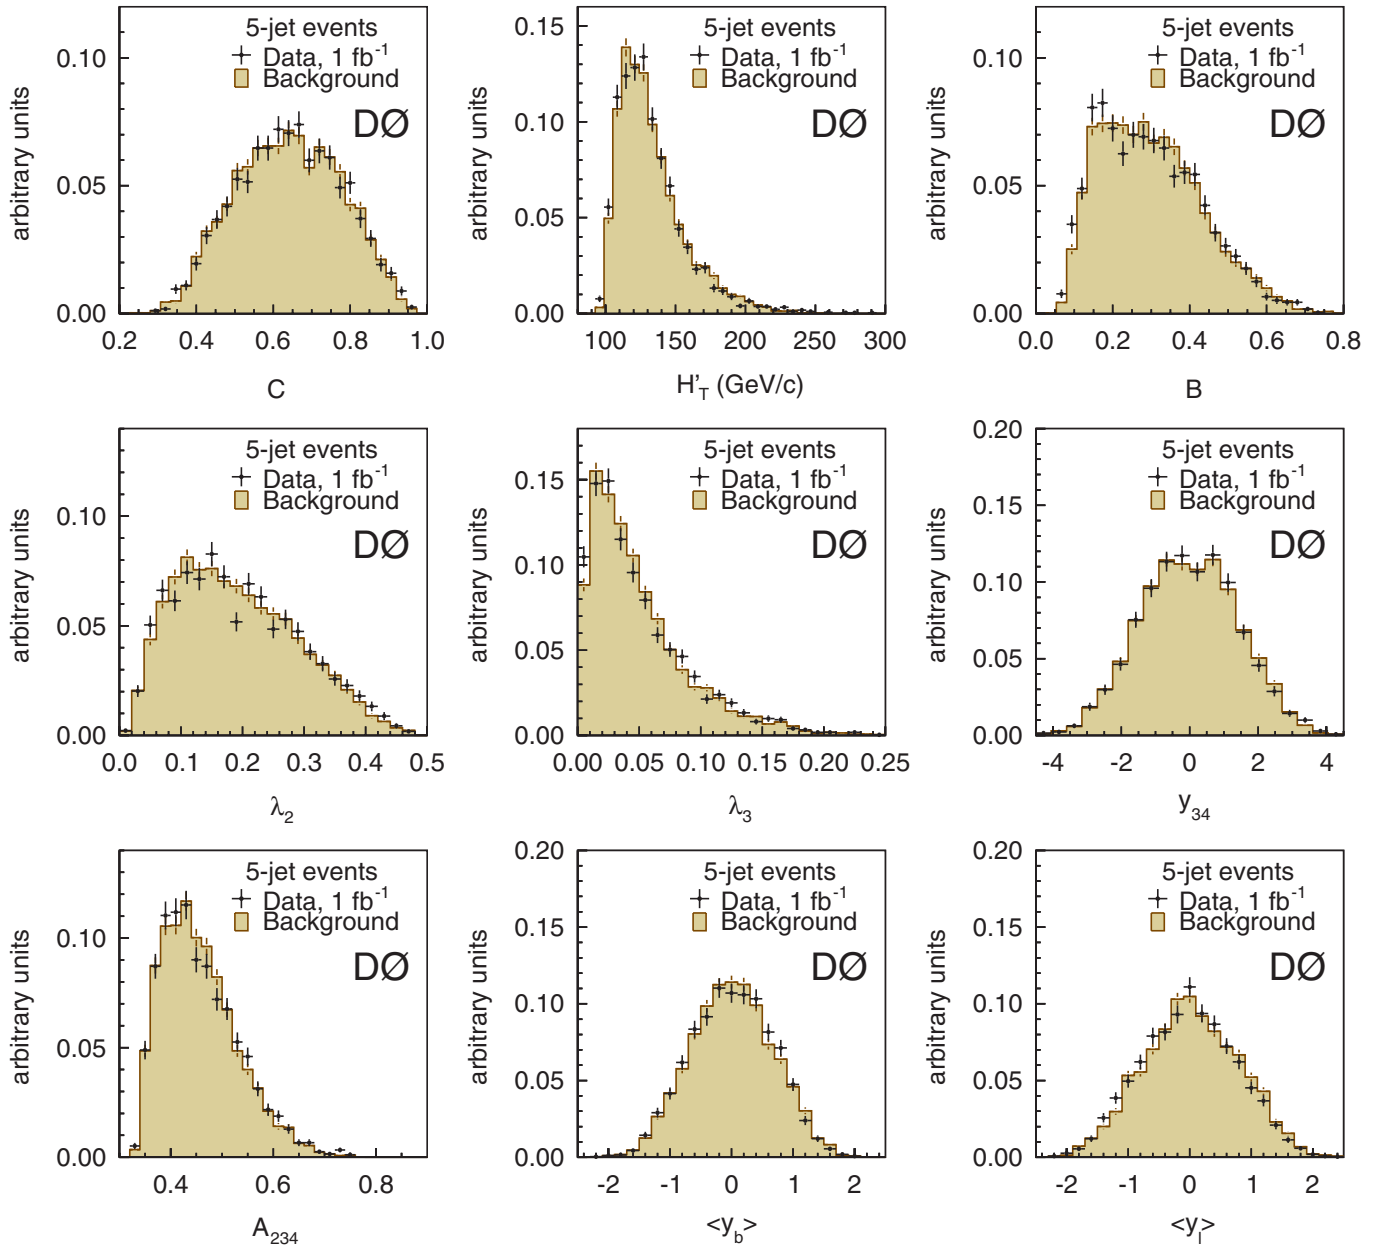 5-jet events
Data, 1 fb⁻¹
Background
DØ
arbitrary units
0.10
0.05
0.00
0.2 0.4 0.6 0.8 1.0
C
5-jet events
Data, 1 fb⁻¹
Background
DØ
arbitrary units
0.15
0.10
0.05
0.00
100 150 200 250 300
H'_T (GeV/c)
5-jet events
Data, 1 fb⁻¹
Background
DØ
arbitrary units
0.10
0.05
0.00
0.0 0.2 0.4 0.6 0.8
B
5-jet events
Data, 1 fb⁻¹
Background
DØ
arbitrary units
0.10
0.05
0.00
0.0 0.1 0.2 0.3 0.4 0.5
λ₂
5-jet events
Data, 1 fb⁻¹
Background
DØ
arbitrary units
0.15
0.10
0.05
0.00
0.00 0.05 0.10 0.15 0.20 0.25
λ₃
5-jet events
Data, 1 fb⁻¹
Background
DØ
arbitrary units
0.20
0.15
0.10
0.05
0.00
-4 -2 0 2 4
y₃₄
5-jet events
Data, 1 fb⁻¹
Background
DØ
arbitrary units
0.10
0.05
0.00
0.4 0.6 0.8
A₂₃₄
5-jet events
Data, 1 fb⁻¹
Background
DØ
arbitrary units
0.20
0.15
0.10
0.05
0.00
-2 -1 0 1 2
<y_b>
5-jet events
Data, 1 fb⁻¹
Background
DØ
arbitrary units
0.20
0.15
0.10
0.05
0.00
-2 -1 0 1 2
<y_l>